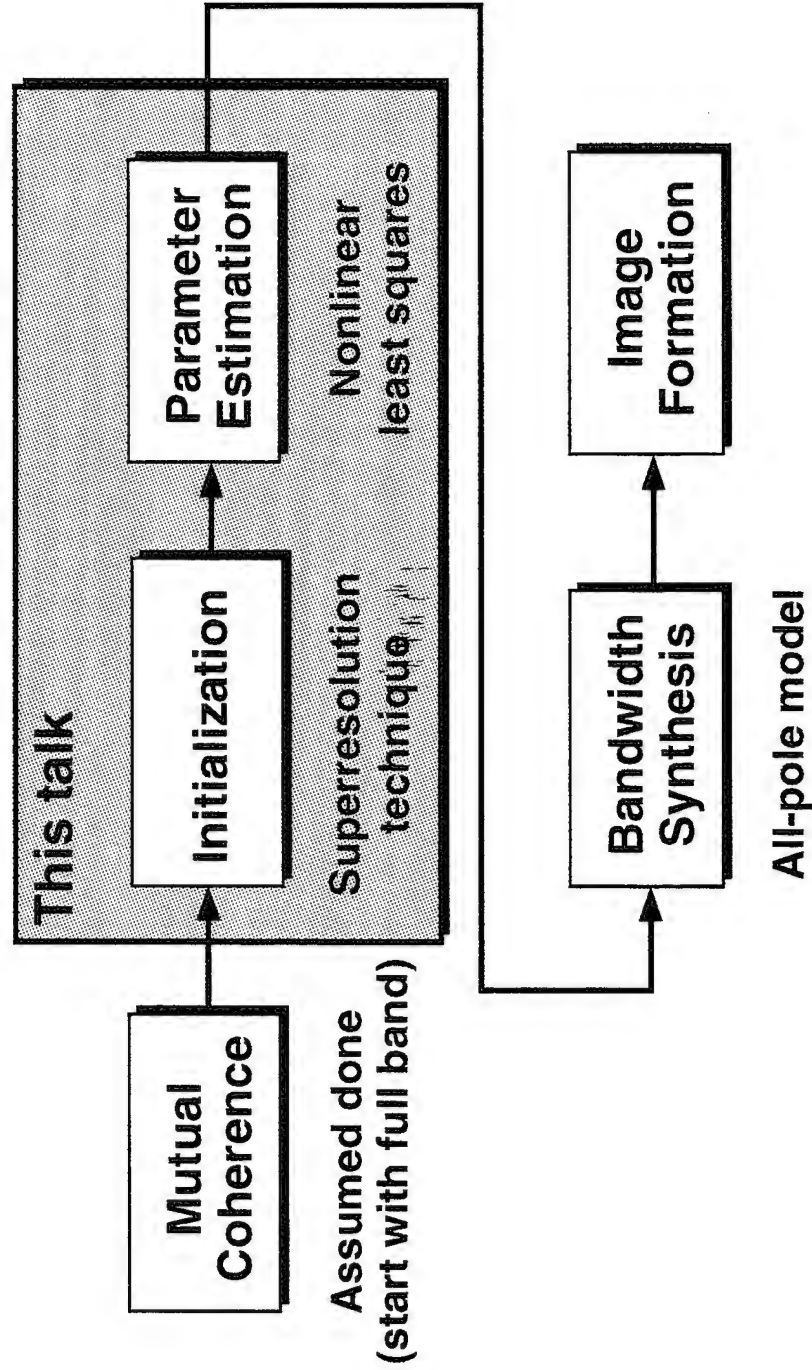 This talk
Mutual
Coherence
Initialization
Parameter
Estimation
Assumed done
(start with full band)
Superresolution
technique
Nonlinear
least squares
Bandwidth
Synthesis
Image
Formation
All-pole model